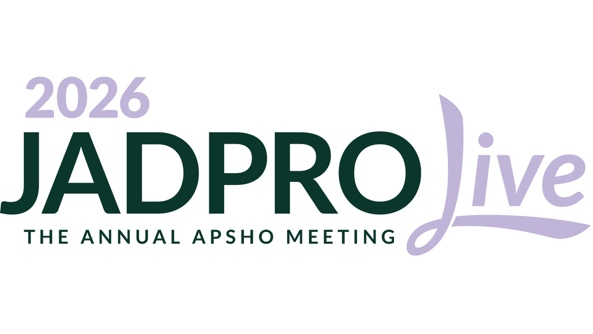 2026
JADPRO Live
THE ANNUAL APSHO MEETING